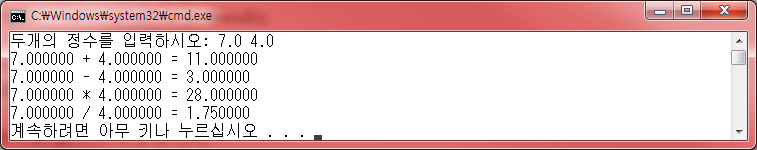 C:₩Windows₩system32₩cmd.exe
두개의 정수를 입력하시오: 7.0 4.0
7.000000 + 4.000000 = 11.000000
7.000000 - 4.000000 = 3.000000
7.000000 * 4.000000 = 28.000000
7.000000 / 4.000000 = 1.750000
계속하려면 아무 키나 누르십시오 . . .